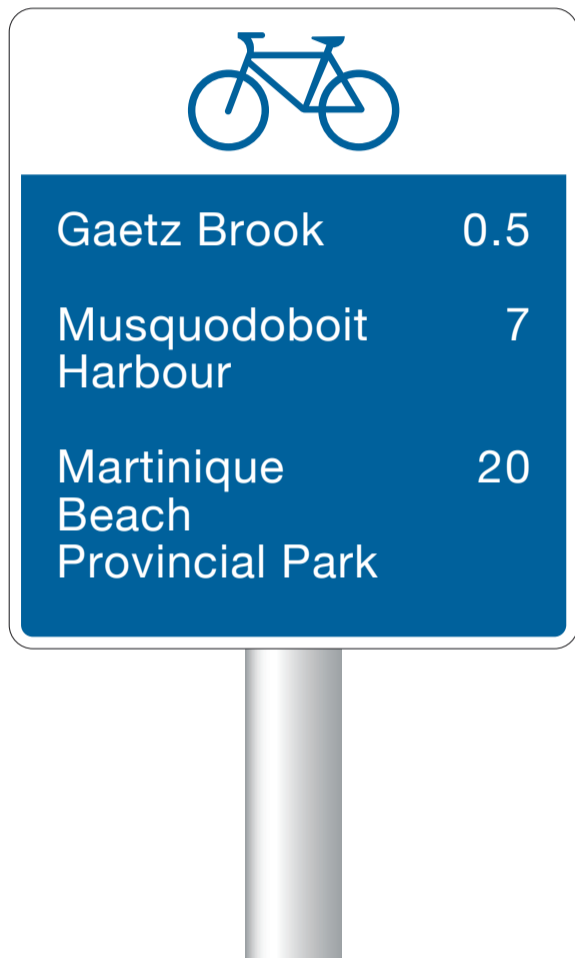 Gaetz Brook 0.5
Musquodoboit 7
Harbour
Martinique 20
Beach
Provincial Park